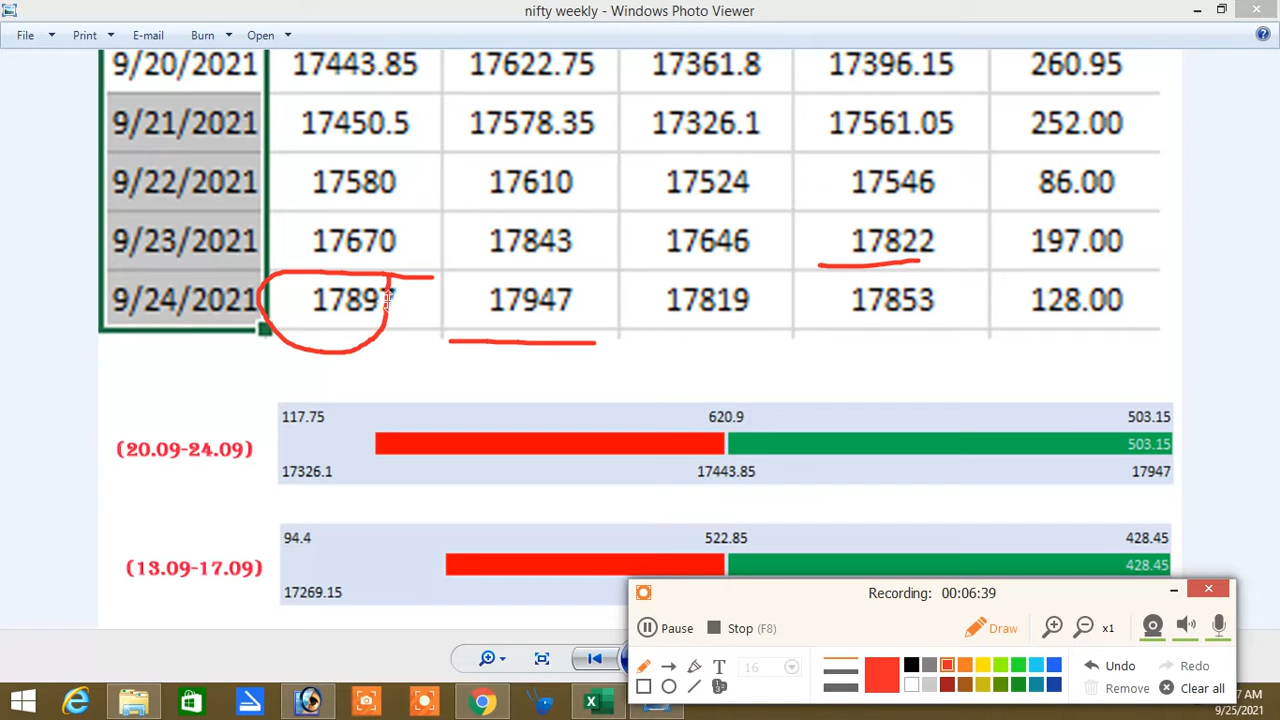 nifty weekly - Windows Photo Viewer
File Print E-mail Burn Open
9/20/2021 17443.85 17622.75 17361.8 17396.15 260.95
9/21/2021 17450.5 17578.35 17326.1 17561.05 252.00
9/22/2021 17580 17610 17524 17546 86.00
9/23/2021 17670 17843 17646 17822 197.00
9/24/2021 17897 17947 17819 17853 128.00
117.75 620.9 503.15
(20.09-24.09) 503.15
17326.1 17443.85 17947
94.4 522.85 428.45
(13.09-17.09) 428.45
17269.15
Recording: 00:06:39
Pause Stop (F8) Draw x1
T 16 Undo Redo
Remove Clear all
7 AM
9/25/2021